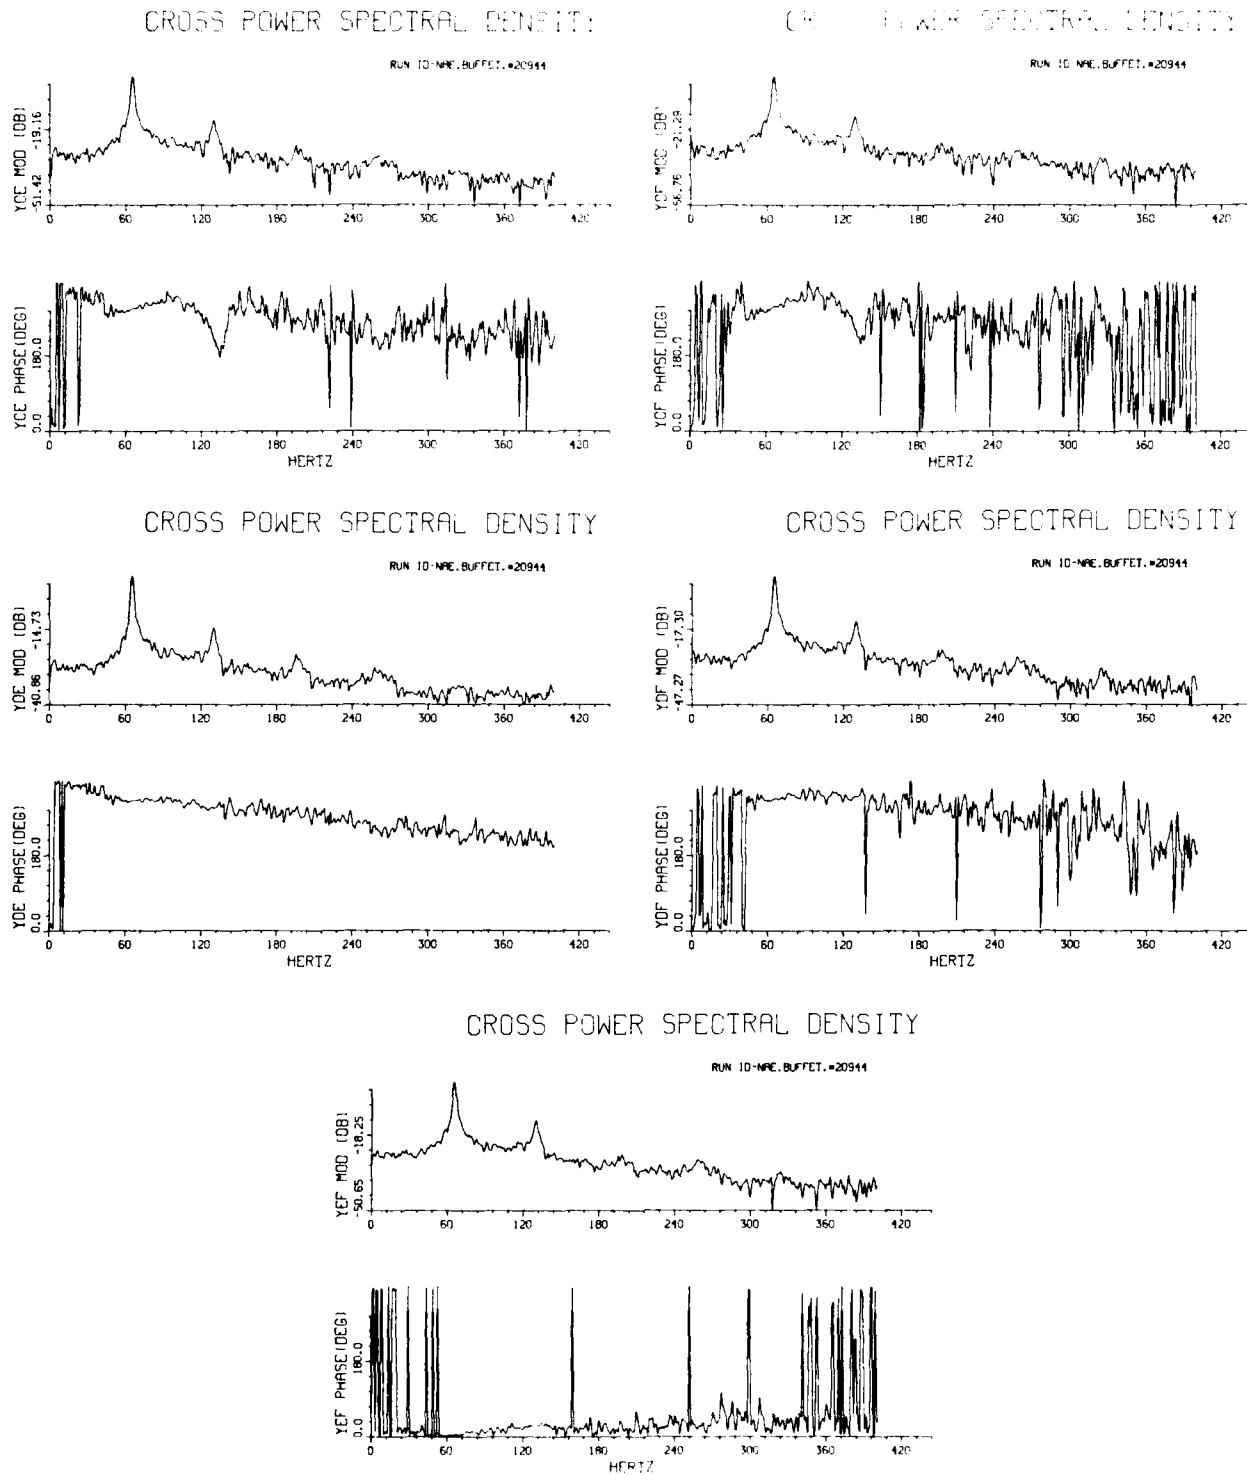 CROSS POWER SPECTRAL DENSITY
RUN ID-NAE.BUFFET.#20944
YCE MOD (DB)
-19.16
-51.42
0 60 120 180 240 300 360 420
YCE PHASE(DEG)
180.0
0.0
0 60 120 180 240 300 360 420
HERTZ
POWER SPECTRAL DENSITY
RUN ID NAE.BUFFET.#20944
YCF MOD (DB)
-21.29
0 60 120 180 240 300 360 420
YCF PHASE(DEG)
180.0
0.0
0 60 120 180 240 300 360 420
HERTZ
CROSS POWER SPECTRAL DENSITY
RUN ID-NAE.BUFFET.#20944
YDE MOD (DB)
-14.73
-40.86
0 60 120 180 240 300 360 420
YDE PHASE(DEG)
180.0
0.0
0 60 120 180 240 300 360 420
HERTZ
CROSS POWER SPECTRAL DENSITY
RUN ID-NAE.BUFFET.#20944
YDF MOD (DB)
-17.30
-47.27
0 60 120 180 240 300 360 420
YDF PHASE(DEG)
180.0
0.0
0 60 120 180 240 300 360 420
HERTZ
CROSS POWER SPECTRAL DENSITY
RUN ID-NAE.BUFFET.#20944
YEF MOD (DB)
-18.25
-50.65
0 60 120 180 240 300 360 420
YEF PHASE(DEG)
180.0
0.0
0 60 120 180 240 300 360 420
HERTZ